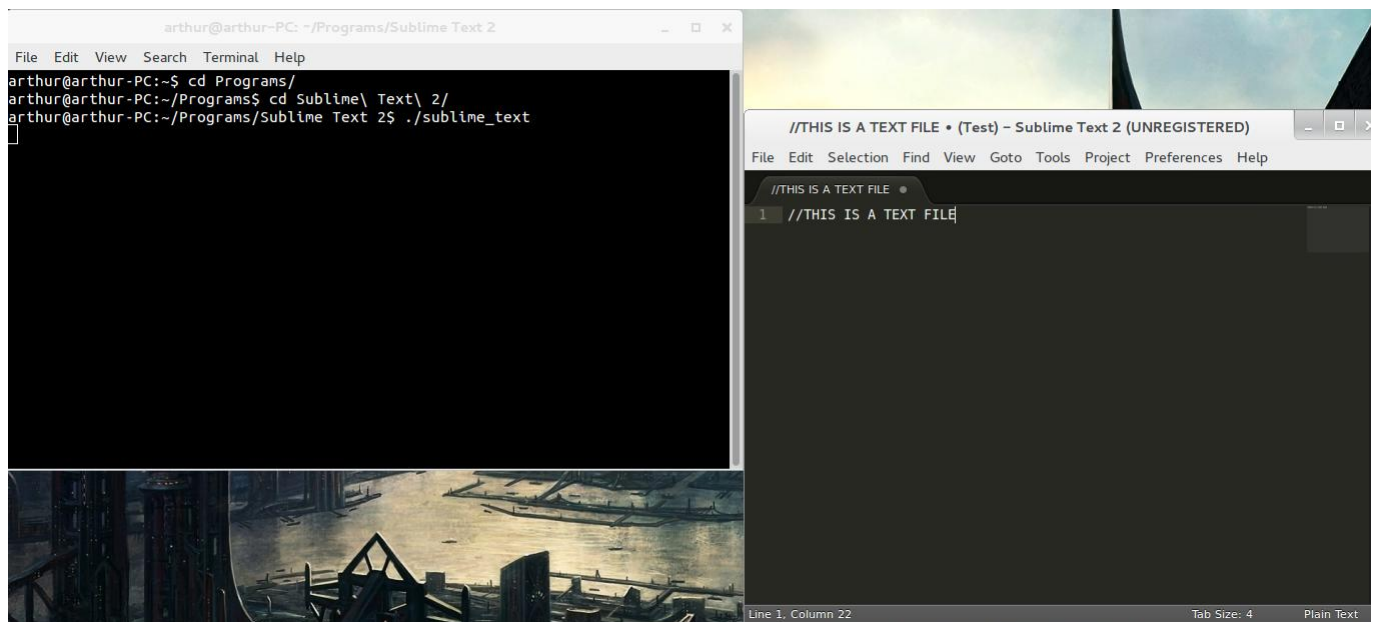 arthur@arthur-PC: ~/Programs/Sublime Text 2
File Edit View Search Terminal Help
arthur@arthur-PC:~$ cd Programs/
arthur@arthur-PC:~/Programs$ cd Sublime\ Text\ 2/
arthur@arthur-PC:~/Programs/Sublime Text 2$ ./sublime_text
//THIS IS A TEXT FILE • (Test) – Sublime Text 2 (UNREGISTERED)
File Edit Selection Find View Goto Tools Project Preferences Help
//THIS IS A TEXT FILE
1 //THIS IS A TEXT FILE
Line 1, Column 22 Tab Size: 4 Plain Text